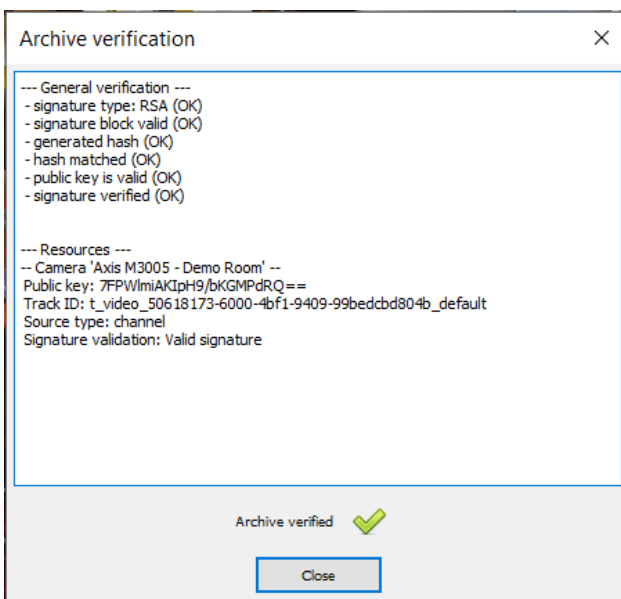 Archive verification
--- General verification ---
- signature type: RSA (OK)
- signature block valid (OK)
- generated hash (OK)
- hash matched (OK)
- public key is valid (OK)
- signature verified (OK)
--- Resources ---
-- Camera 'Axis M3005 - Demo Room' --
Public key: 7FPWlmiAKIpH9/bKGMPdRQ==
Track ID: t_video_50618173-6000-4bf1-9409-99bedcbd804b_default
Source type: channel
Signature validation: Valid signature
Archive verified
Close